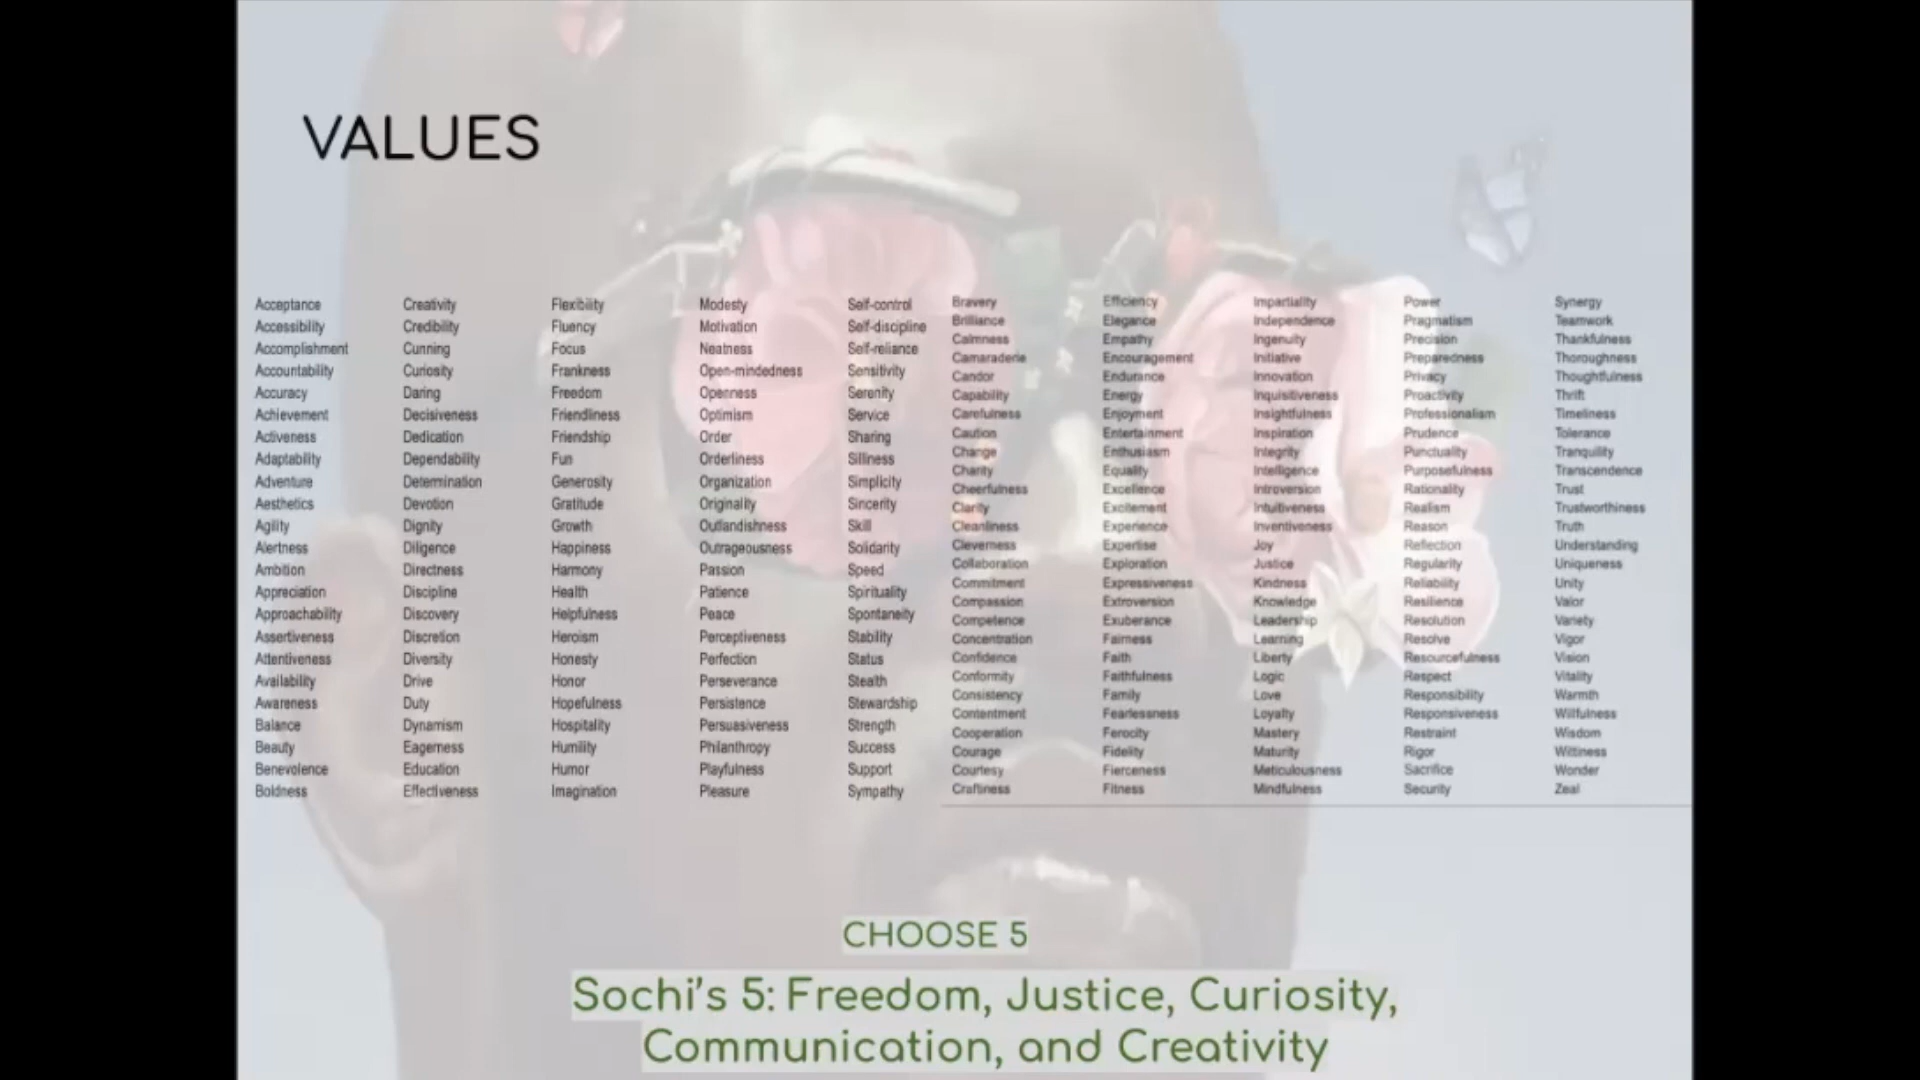 VALUES
Acceptance
Accessibility
Accomplishment
Accountability
Accuracy
Achievement
Activeness
Adaptability
Adventure
Aesthetics
Agility
Alertness
Ambition
Appreciation
Approachability
Assertiveness
Attentiveness
Availability
Awareness
Balance
Beauty
Benevolence
Boldness
Creativity
Credibility
Cunning
Curiosity
Daring
Decisiveness
Dedication
Dependability
Determination
Devotion
Dignity
Diligence
Directness
Discipline
Discovery
Discretion
Diversity
Drive
Duty
Dynamism
Eagerness
Education
Effectiveness
Flexibility
Fluency
Focus
Frankness
Freedom
Friendliness
Friendship
Fun
Generosity
Gratitude
Growth
Happiness
Harmony
Health
Helpfulness
Heroism
Honesty
Honor
Hopefulness
Hospitality
Humility
Humor
Imagination
Modesty
Motivation
Neatness
Open-mindedness
Openness
Optimism
Order
Orderliness
Organization
Originality
Outlandishness
Outrageousness
Passion
Patience
Peace
Perceptiveness
Perfection
Perseverance
Persistence
Persuasiveness
Philanthropy
Playfulness
Pleasure
Self-control
Self-discipline
Self-reliance
Sensitivity
Serenity
Service
Sharing
Silliness
Simplicity
Sincerity
Skill
Solidarity
Speed
Spirituality
Spontaneity
Stability
Status
Stealth
Stewardship
Strength
Success
Support
Sympathy
Bravery
Brilliance
Calmness
Camaraderie
Candor
Capability
Carefulness
Caution
Change
Charity
Cheerfulness
Clarity
Cleanliness
Cleverness
Collaboration
Commitment
Compassion
Competence
Concentration
Confidence
Conformity
Consistency
Contentment
Cooperation
Courage
Courtesy
Craftiness
Efficiency
Elegance
Empathy
Encouragement
Endurance
Energy
Enjoyment
Entertainment
Enthusiasm
Equality
Excellence
Excitement
Experience
Expertise
Exploration
Expressiveness
Extroversion
Exuberance
Fairness
Faith
Faithfulness
Family
Fearlessness
Ferocity
Fidelity
Fierceness
Fitness
Impartiality
Independence
Ingenuity
Initiative
Innovation
Inquisitiveness
Insightfulness
Inspiration
Integrity
Intelligence
Introversion
Intuitiveness
Inventiveness
Joy
Justice
Kindness
Knowledge
Leadership
Learning
Liberty
Logic
Love
Loyalty
Mastery
Maturity
Meticulousness
Mindfulness
Power
Pragmatism
Precision
Preparedness
Privacy
Proactivity
Professionalism
Prudence
Punctuality
Purposefulness
Rationality
Realism
Reason
Reflection
Regularity
Reliability
Resilience
Resolution
Resolve
Resourcefulness
Respect
Responsibility
Responsiveness
Restraint
Rigor
Sacrifice
Security
Synergy
Teamwork
Thankfulness
Thoroughness
Thoughtfulness
Thrift
Timeliness
Tolerance
Tranquility
Transcendence
Trust
Trustworthiness
Truth
Understanding
Uniqueness
Unity
Valor
Variety
Vigor
Vision
Vitality
Warmth
Wilfulness
Wisdom
Wittiness
Wonder
Zeal
CHOOSE 5
Sochi's 5: Freedom, Justice, Curiosity,
Communication, and Creativity